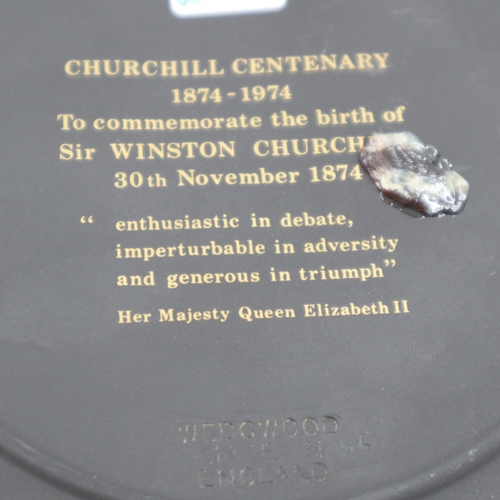 CHURCHILL CENTENARY
1874 - 1974
To commemorate the birth of
Sir WINSTON CHURCH
30th November 1874
“ enthusiastic in debate,
imperturbable in adversity
and generous in triumph”
Her Majesty Queen Elizabeth II
WEDGWOOD
ENGLAND